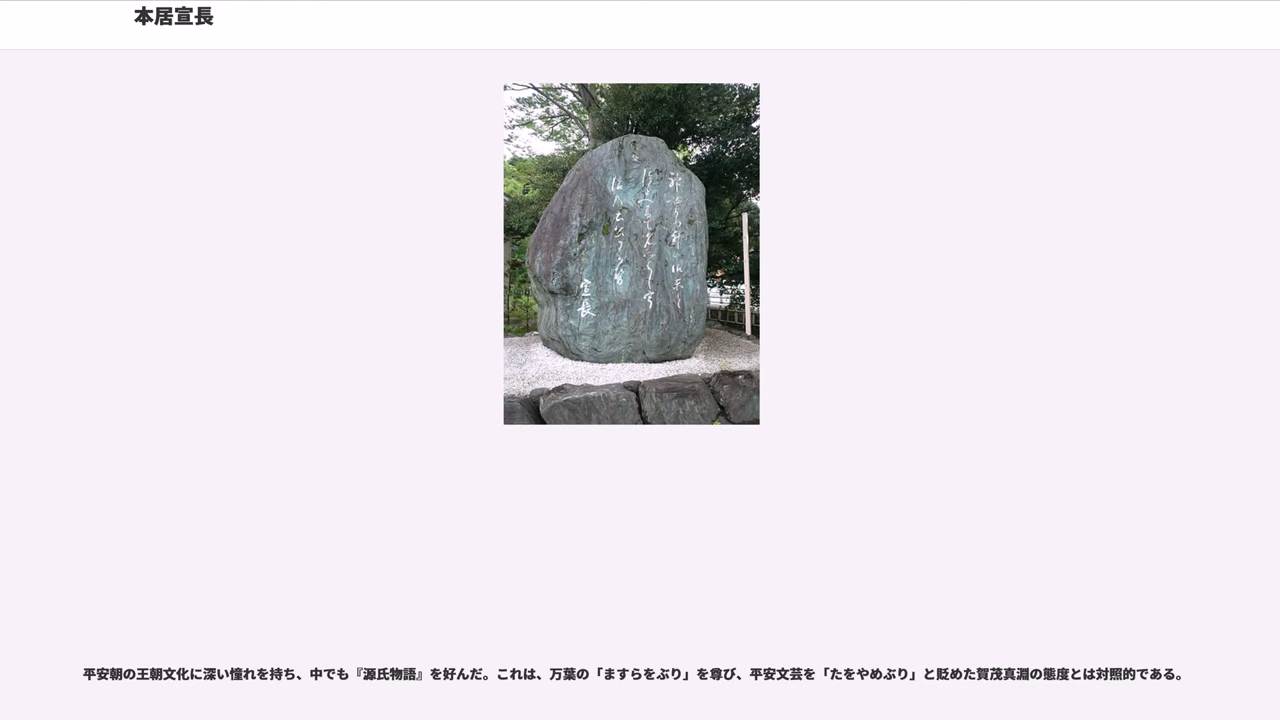 本居宣長
宣長
平安朝の王朝文化に深い憧れを持ち、中でも『源氏物語』を好んだ。これは、万葉の「ますらをぶり」を尊び、平安文芸を「たをやめぶり」と貶めた賀茂真淵の態度とは対照的である。